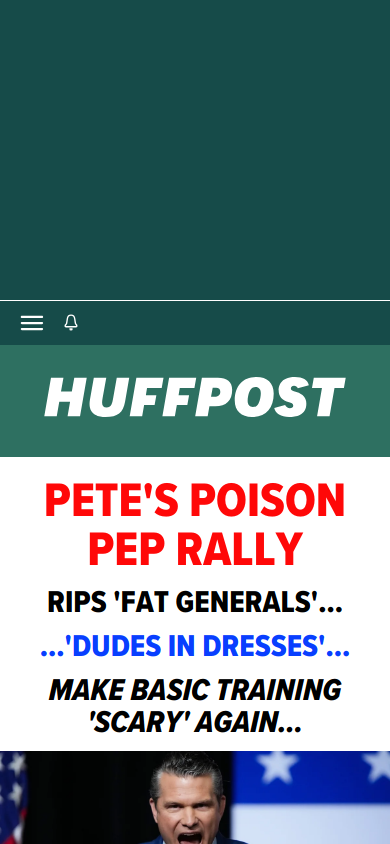 HUFFPOST
PETE'S POISON
PEP RALLY
RIPS 'FAT GENERALS'...
...'DUDES IN DRESSES'...
MAKE BASIC TRAINING
'SCARY' AGAIN...